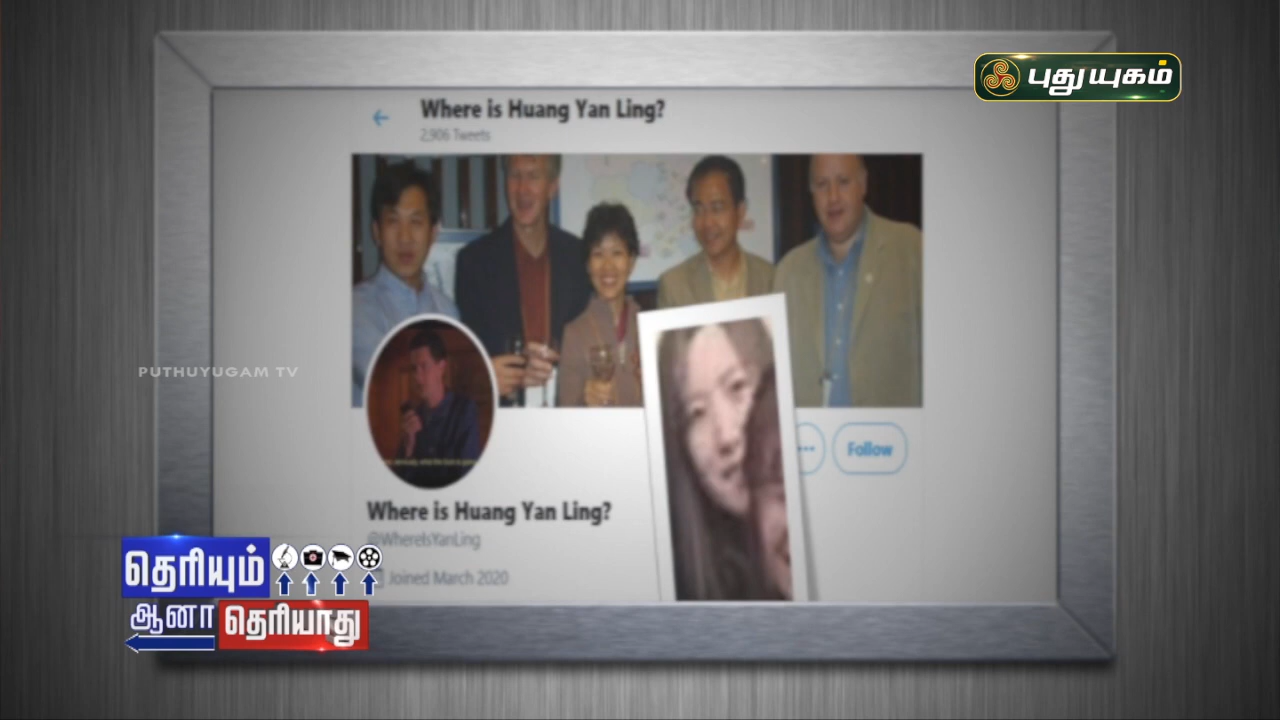 புதுயுகம்
Where is Huang Yan Ling?
2,906 Tweets
PUTHUYUGAM TV
Follow
Where is Huang Yan Ling?
@WhereIsYanLing
Joined March 2020
தெரியும்
ஆனா தெரியாது